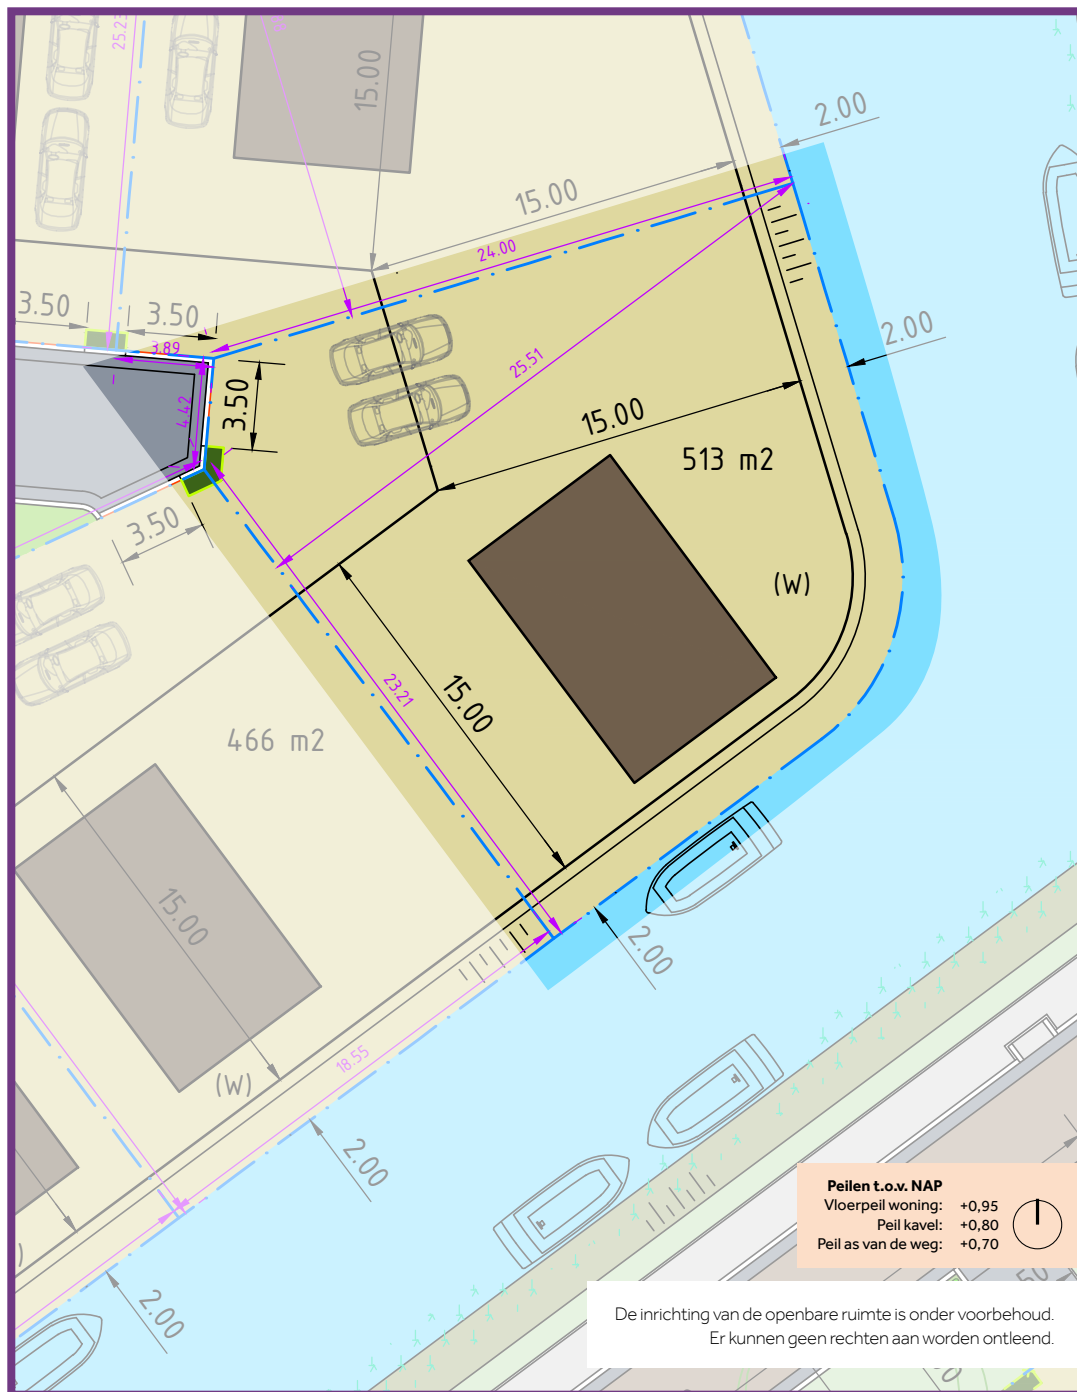 25.23
15.00
2.00
15.00
24.00
3.50
3.50
3.89
2.00
25.51
4.42
3.50
15.00
513 m2
3.50
(W)
23.21
15.00
466 m2
15.00
2.00
18.55
(W)
2.00
2.00
Peilen t.o.v. NAP
Vloerpeil woning: +0,95
Peil kavel: +0,80
Peil as van de weg: +0,70
De inrichting van de openbare ruimte is onder voorbehoud.
Er kunnen geen rechten aan worden ontleend.